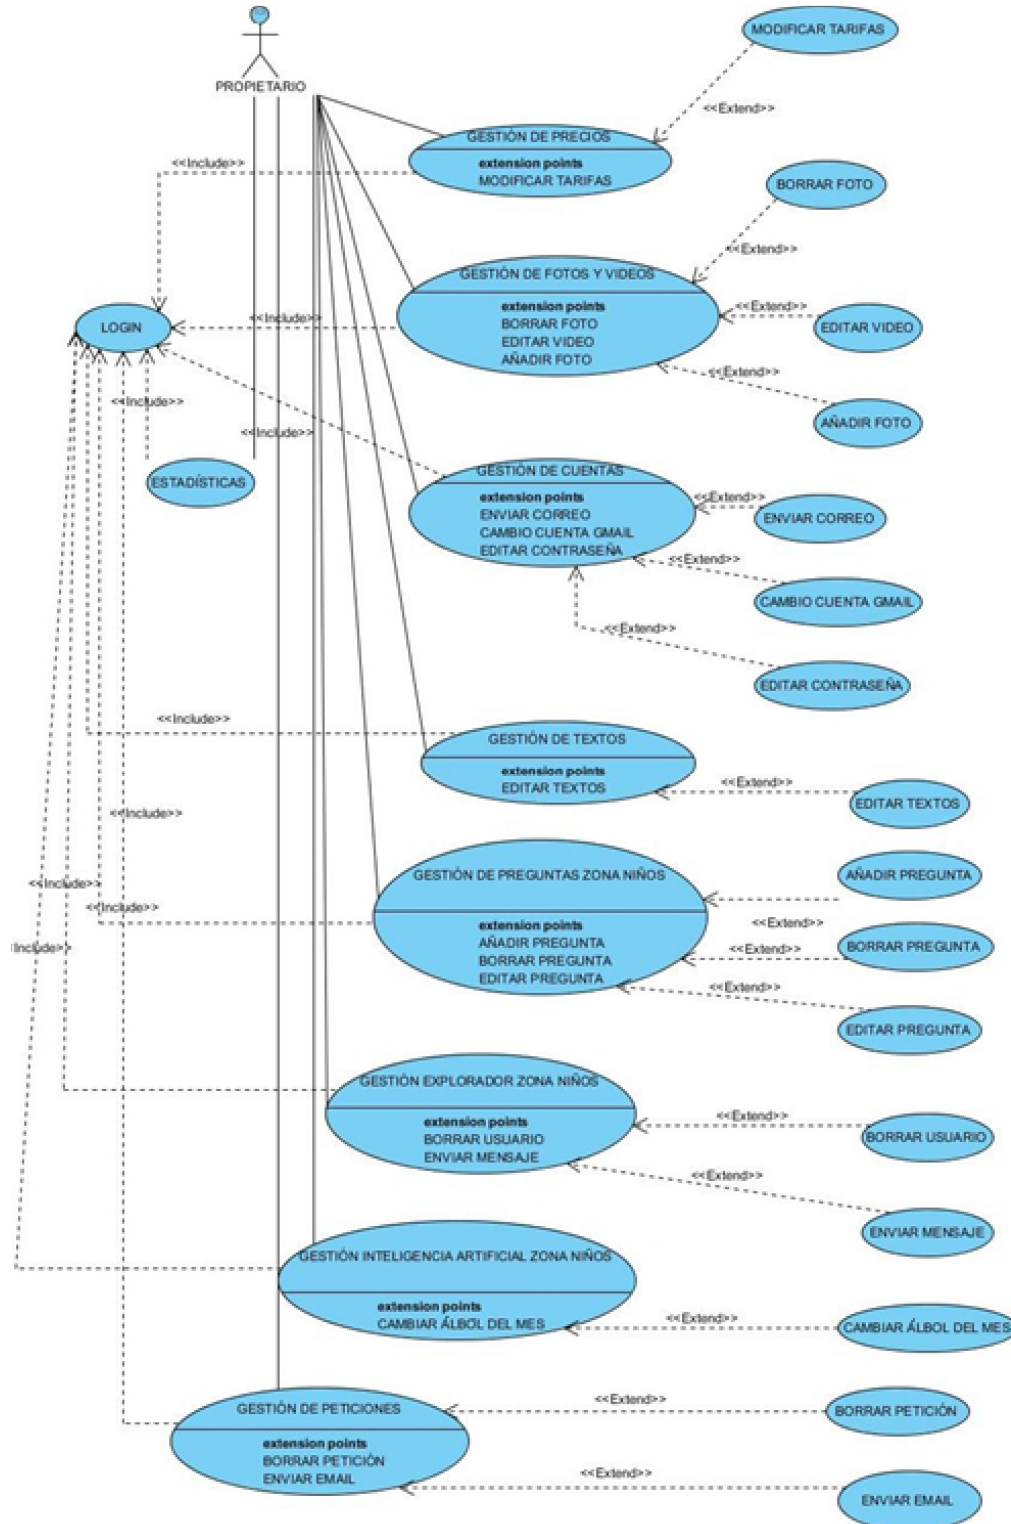 PROPIETARIO
MODIFICAR TARIFAS
<<Extend>>
GESTIÓN DE PRECIOS
extension points
MODIFICAR TARIFAS
<<Include>>
BORRAR FOTO
<<Extend>>
GESTIÓN DE FOTOS Y VIDEOS
extension points
BORRAR FOTO
EDITAR VIDEO
AÑADIR FOTO
<<Extend>>
EDITAR VIDEO
<<Include>>
LOGIN
<<Extend>>
AÑADIR FOTO
<<Include>>
<<Include>>
ESTADÍSTICAS
GESTIÓN DE CUENTAS
extension points
ENVIAR CORREO
CAMBIO CUENTA GMAIL
EDITAR CONTRASEÑA
<<Extend>>
ENVIAR CORREO
<<Extend>>
CAMBIO CUENTA GMAIL
<<Extend>>
EDITAR CONTRASEÑA
<<Include>>
GESTIÓN DE TEXTOS
extension points
EDITAR TEXTOS
<<Extend>>
EDITAR TEXTOS
<<Include>>
GESTIÓN DE PREGUNTAS ZONA NIÑOS
extension points
AÑADIR PREGUNTA
BORRAR PREGUNTA
EDITAR PREGUNTA
AÑADIR PREGUNTA
<<Extend>>
BORRAR PREGUNTA
<<Extend>>
<<Extend>>
EDITAR PREGUNTA
<<Include>>
<<Include>>
Include>>
GESTIÓN EXPLORADOR ZONA NIÑOS
extension points
BORRAR USUARIO
ENVIAR MENSAJE
<<Extend>>
BORRAR USUARIO
<<Extend>>
ENVIAR MENSAJE
GESTIÓN INTELIGENCIA ARTIFICIAL ZONA NIÑOS
extension points
CAMBIAR ÁLBOL DEL MES
<<Extend>>
CAMBIAR ÁLBOL DEL MES
GESTIÓN DE PETICIONES
extension points
BORRAR PETICIÓN
ENVIAR EMAIL
<<Extend>>
BORRAR PETICIÓN
<<Extend>>
ENVIAR EMAIL